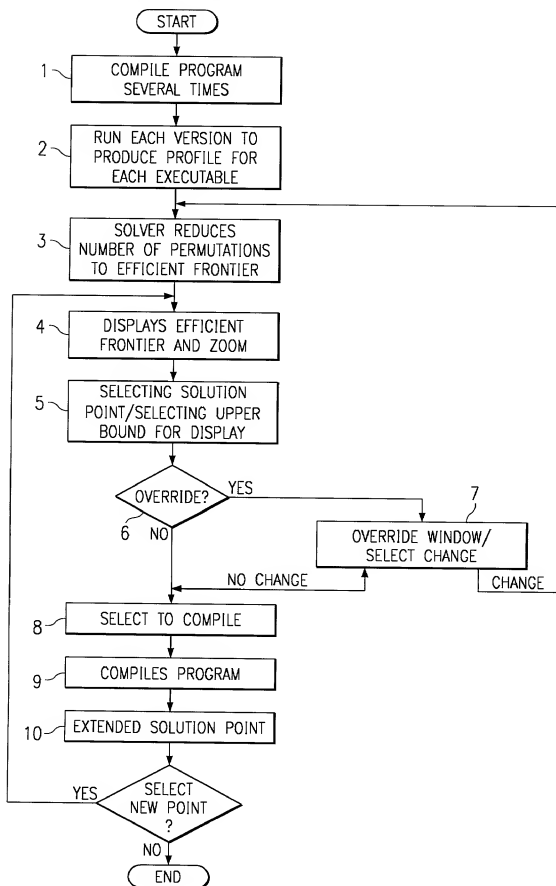 START
1
COMPILE PROGRAM
SEVERAL TIMES
2
RUN EACH VERSION TO
PRODUCE PROFILE FOR
EACH EXECUTABLE
3
SOLVER REDUCES
NUMBER OF PERMUTATIONS
TO EFFICIENT FRONTIER
4
DISPLAYS EFFICIENT
FRONTIER AND ZOOM
5
SELECTING SOLUTION
POINT/SELECTING UPPER
BOUND FOR DISPLAY
OVERRIDE?
YES
6
NO
7
OVERRIDE WINDOW/
SELECT CHANGE
NO CHANGE
CHANGE
8
SELECT TO COMPILE
9
COMPILES PROGRAM
10
EXTENDED SOLUTION POINT
YES
SELECT
NEW POINT
?
NO
END